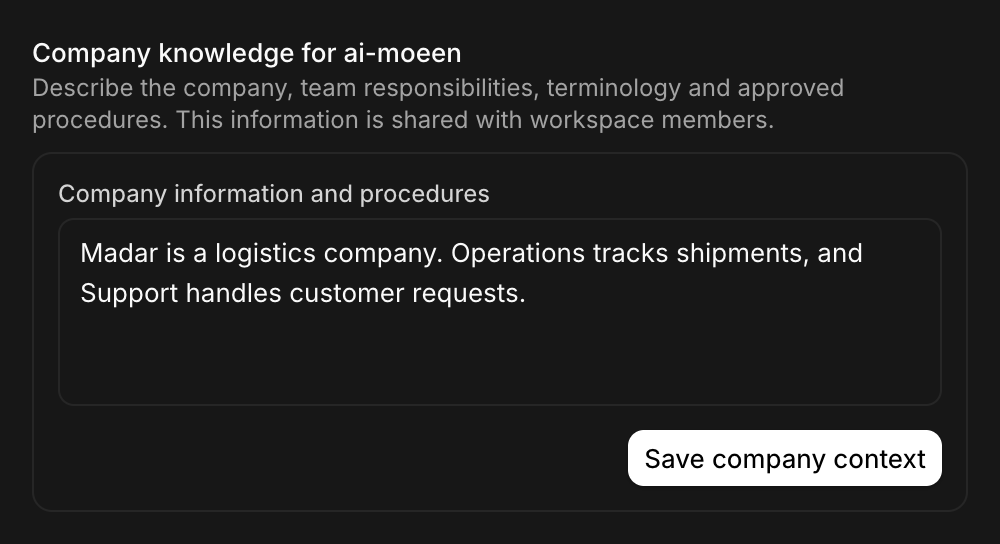 Company knowledge for ai-moeen
Describe the company, team responsibilities, terminology and approved
procedures. This information is shared with workspace members.
Company information and procedures
Madar is a logistics company. Operations tracks shipments, and
Support handles customer requests.
Save company context